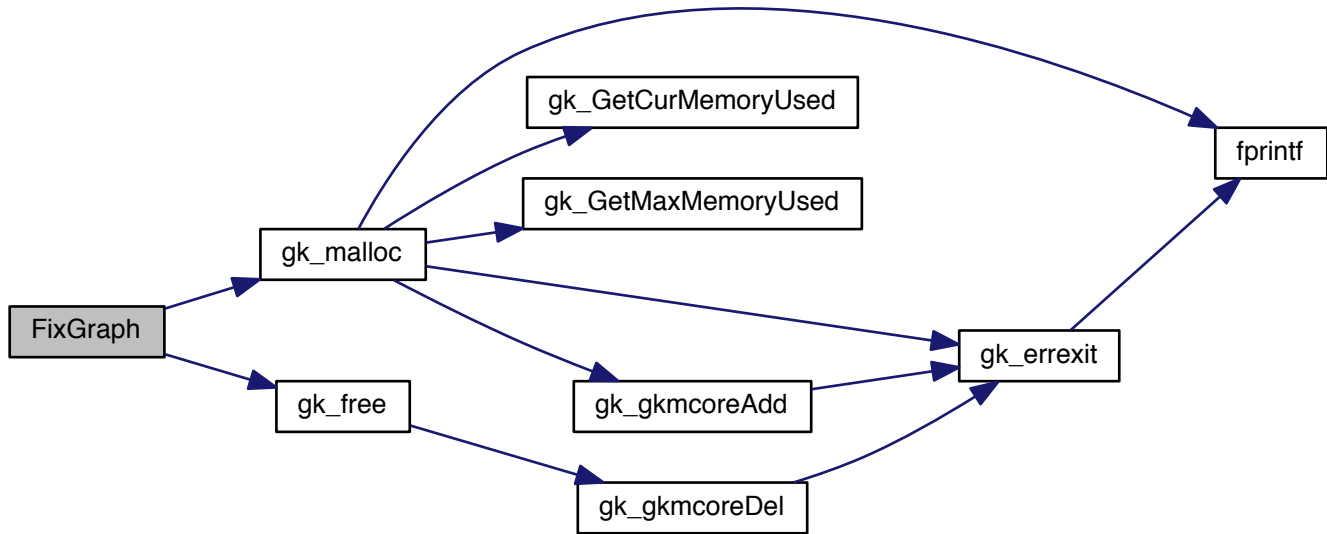 FixGraph
gk_malloc
gk_free
gk_GetCurMemoryUsed
gk_GetMaxMemoryUsed
gk_gkmcoreAdd
gk_gkmcoreDel
gk_errexit
fprintf